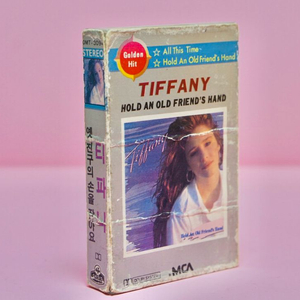 STEREO
옛 친구의 손을 잡아요
티파니
Golden
Hit
☆ All This Time
☆ Hold An Old Friend's Hand
TIFFANY
HOLD AN OLD FRIEND'S HAND
Tiffany
Hold An Old Friend's Hand
MCA